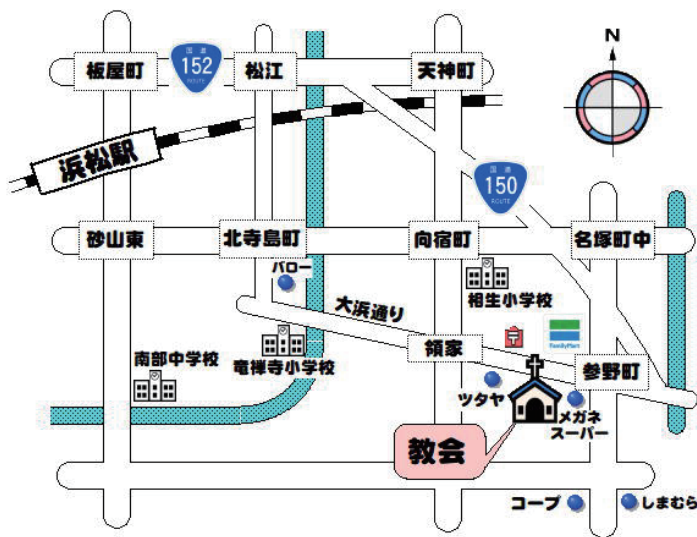 N
板屋町
国道
152
ROUTE
松江
天神町
浜松駅
国道
150
ROUTE
砂山東
北寺島町
向宿町
名塚町中
バロー
相生小学校
大浜通り
領家
FamilyMart
南部中学校
竜禅寺小学校
参野町
ツタヤ
メガネ
スーパー
教会
コープ
しまむら